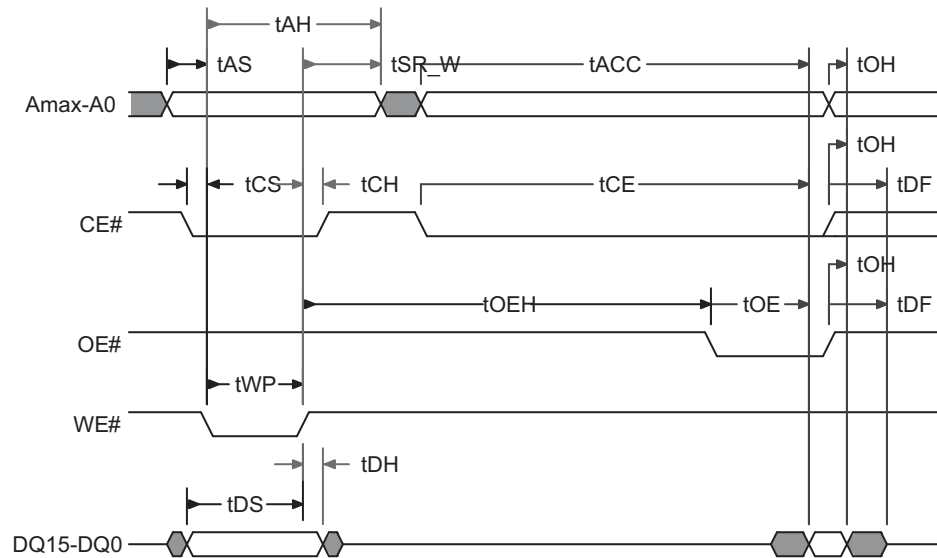 tAH
tAS tSR_W tACC tOH
Amax-A0
tOH
tCS tCH tCE tDF
CE#
tOH
tOEH tOE tDF
OE#
tWP
WE#
tDH
tDS
DQ15-DQ0